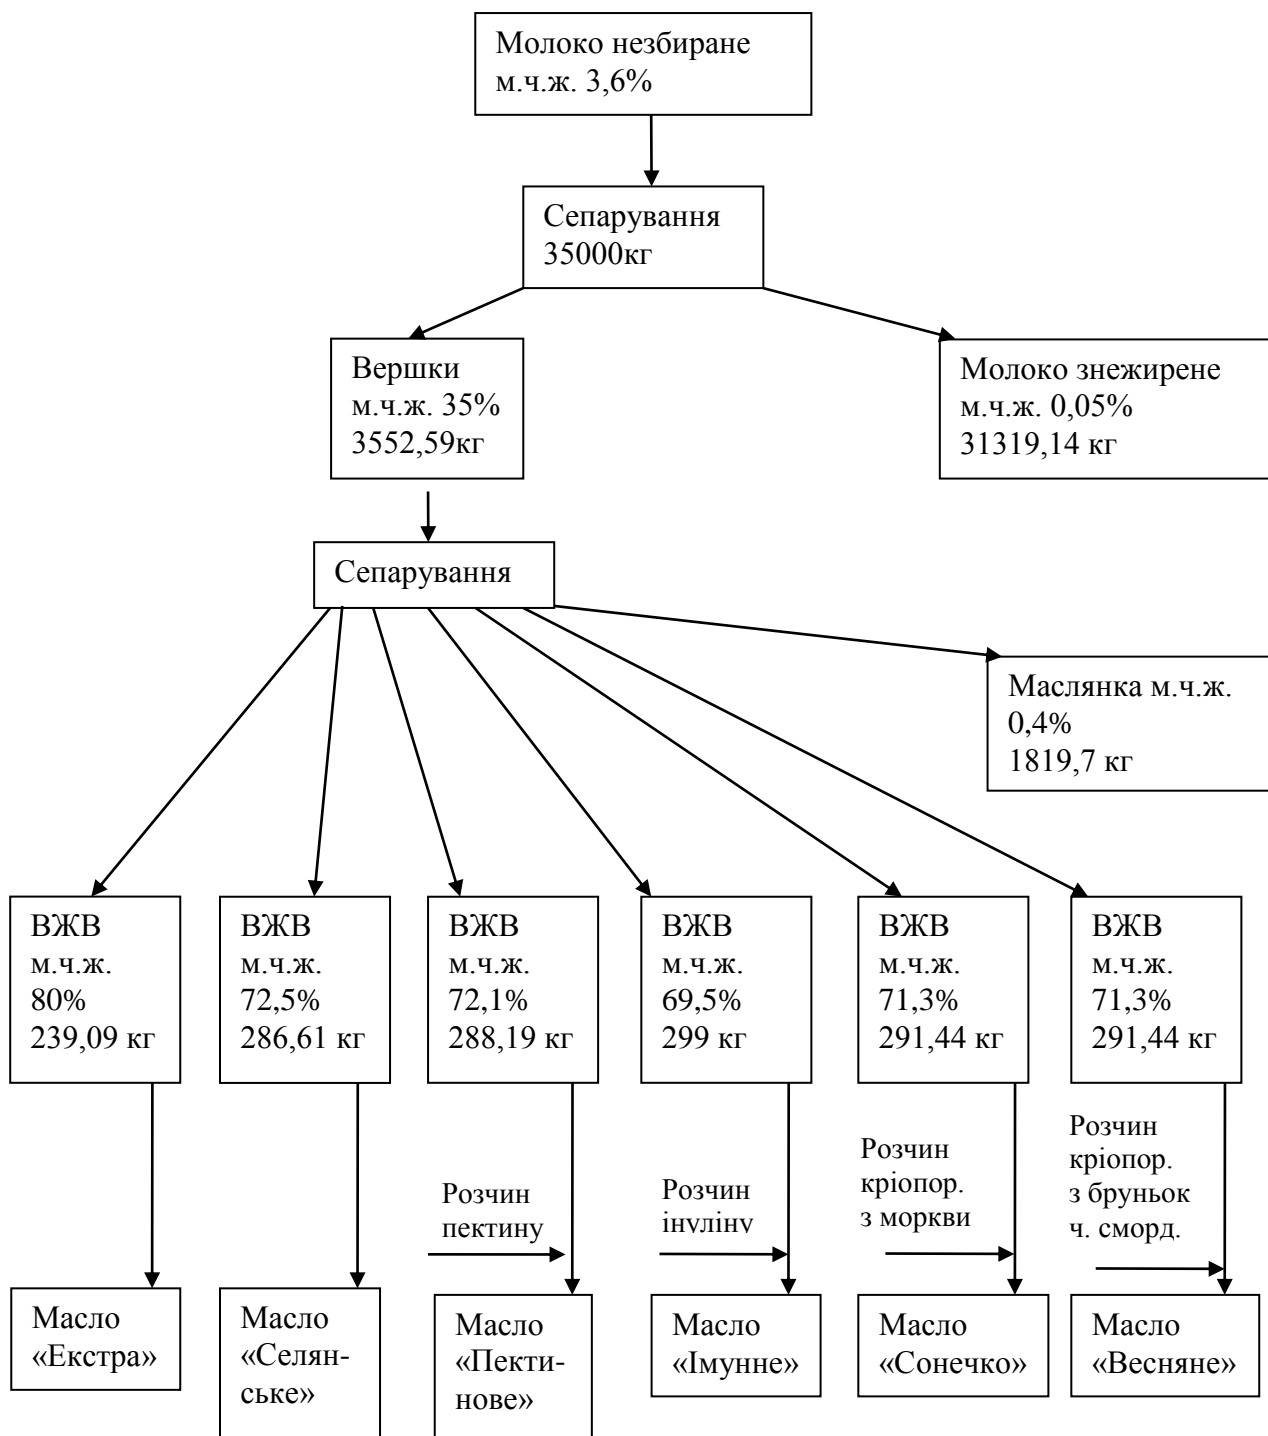 Молоко незбиране
м.ч.ж. 3,6%
Сепарування
35000кг
Вершки
м.ч.ж. 35%
3552,59кг
Молоко знежирене
м.ч.ж. 0,05%
31319,14 кг
Сепарування
Маслянка м.ч.ж.
0,4%
1819,7 кг
ВЖВ
м.ч.ж.
80%
239,09 кг
ВЖВ
м.ч.ж.
72,5%
286,61 кг
ВЖВ
м.ч.ж.
72,1%
288,19 кг
ВЖВ
м.ч.ж.
69,5%
299 кг
ВЖВ
м.ч.ж.
71,3%
291,44 кг
ВЖВ
м.ч.ж.
71,3%
291,44 кг
Розчин
пектину
Розчин
інуліну
Розчин
кріопор.
з моркви
Розчин
кріопор.
з бруньок
ч. сморд.
Масло
«Екстра»
Масло
«Селян-
ське»
Масло
«Пекти-
нове»
Масло
«Імунне»
Масло
«Сонечко»
Масло
«Весняне»